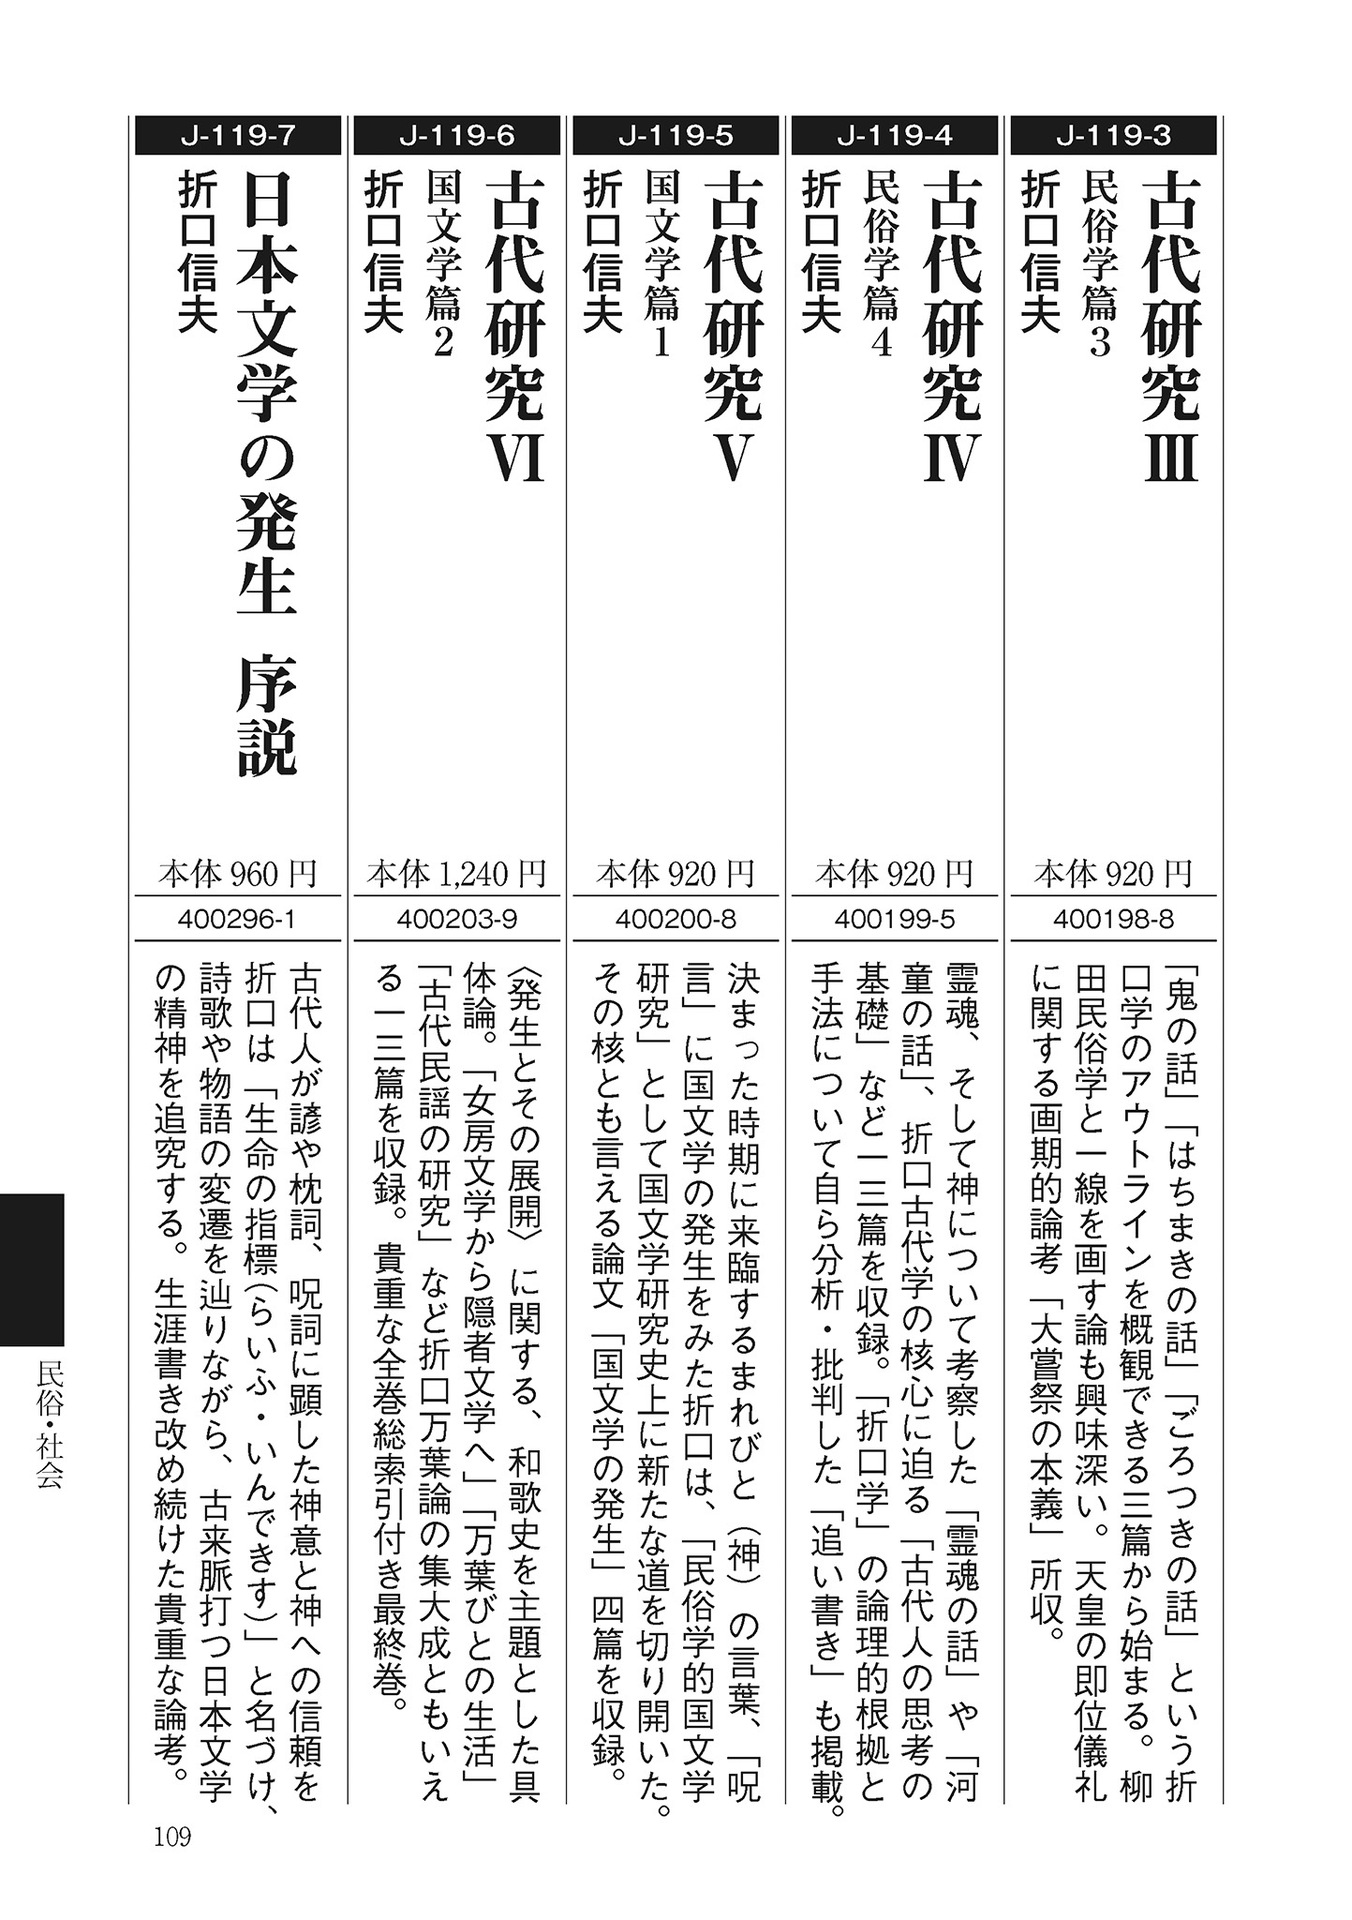 J-119-3
古代研究Ⅲ
民俗学篇3
折口信夫
本体 920 円
400198-8
「鬼の話」「はちまきの話」「ごろつきの話」という折
口学のアウトラインを概観できる三篇から始まる。柳
田民俗学と一線を画す論も興味深い。天皇の即位儀礼
に関する画期的論考「大嘗祭の本義」所収。
J-119-4
古代研究Ⅳ
民俗学篇4
折口信夫
本体 920 円
400199-5
霊魂、そして神について考察した「霊魂の話」や「河
童の話」、折口古代学の核心に迫る「古代人の思考の
基礎」など一三篇を収録。「折口学」の論理的根拠と
手法について自ら分析・批判した「追い書き」も掲載。
J-119-5
古代研究Ⅴ
国文学篇1
折口信夫
本体 920 円
400200-8
決まった時期に来臨するまれびと（神）の言葉、「呪
言」に国文学の発生をみた折口は、「民俗学的国文学
研究」として国文学研究史上に新たな道を切り開いた。
その核とも言える論文「国文学の発生」四篇を収録。
J-119-6
古代研究Ⅵ
国文学篇2
折口信夫
本体 1,240 円
400203-9
〈発生とその展開〉に関する、和歌史を主題とした具
体論。「女房文学から隠者文学へ」「万葉びとの生活」
「古代民謡の研究」など折口万葉論の集大成ともいえ
る一三篇を収録。貴重な全巻総索引付き最終巻。
J-119-7
日本文学の発生 序説
折口信夫
本体 960 円
400296-1
古代人が諺や枕詞、呪詞に顕した神意と神への信頼を
折口は「生命の指標（らいふ・いんできす）」と名づけ、
詩歌や物語の変遷を辿りながら、古来脈打つ日本文学
の精神を追究する。生涯書き改め続けた貴重な論考。
民俗・社会
109